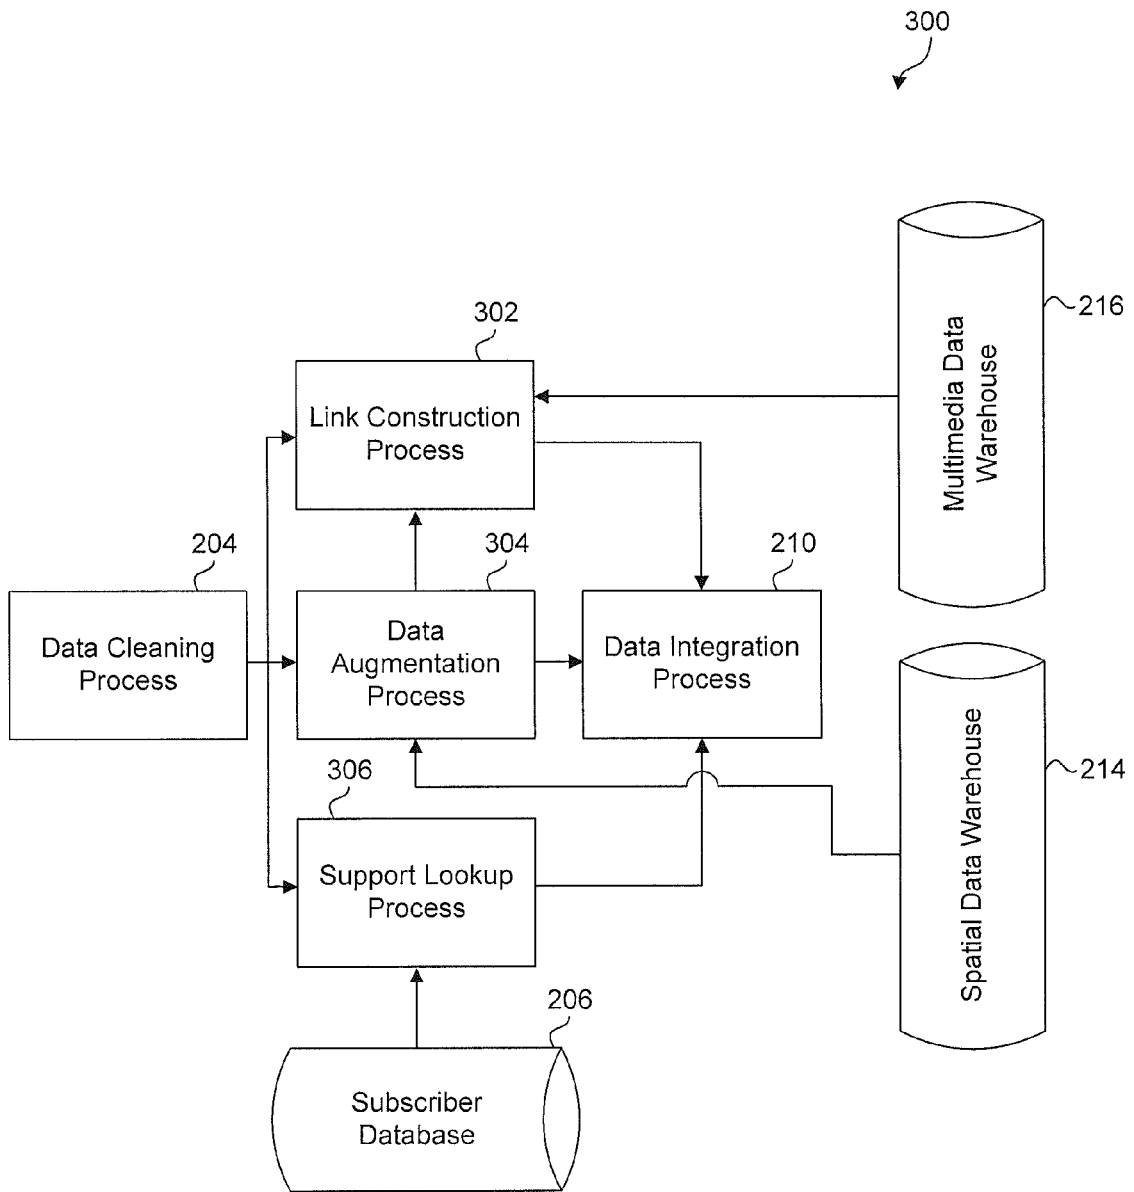 300
216
Multimedia Data
Warehouse
302
Link Construction
Process
204
Data Cleaning
Process
304
Data
Augmentation
Process
210
Data Integration
Process
214
Spatial Data Warehouse
306
Support Lookup
Process
206
Subscriber
Database